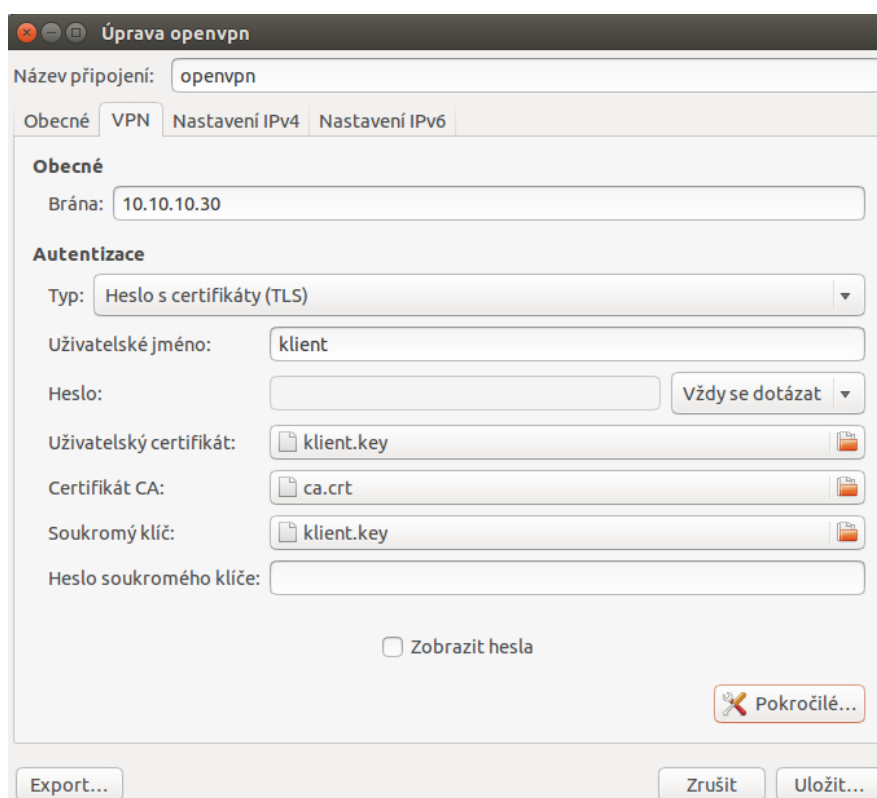 Úprava openvpn
Název připojení: openvpn
Obecné VPN Nastavení IPv4 Nastavení IPv6
Obecné
Brána: 10.10.10.30
Autentizace
Typ: Heslo s certifikáty (TLS)
Uživatelské jméno: klient
Heslo: Vždy se dotázat
Uživatelský certifikát: klient.key
Certifikát CA: ca.crt
Soukromý klíč: klient.key
Heslo soukromého klíče:
Zobrazit hesla
Pokročilé...
Export... Zrušit Uložit...